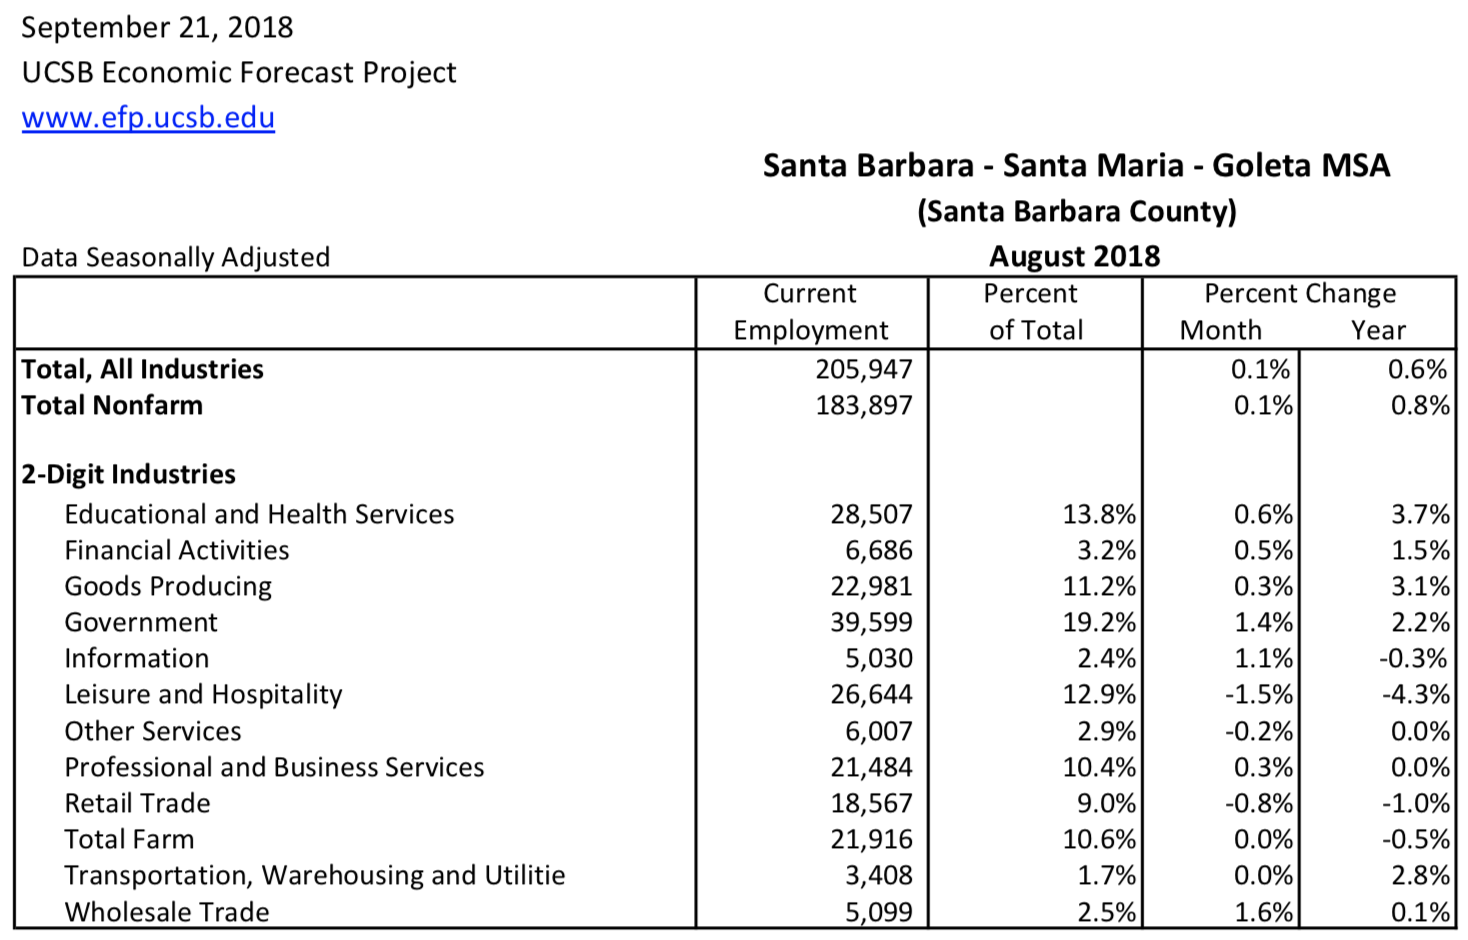 September 21, 2018
UCSB Economic Forecast Project
www.efp.ucsb.edu
Santa Barbara - Santa Maria - Goleta MSA
(Santa Barbara County)
Data Seasonally Adjusted August 2018
Current Percent Percent Change
Employment of Total Month Year
Total, All Industries 205,947 0.1% 0.6%
Total Nonfarm 183,897 0.1% 0.8%
2-Digit Industries
Educational and Health Services 28,507 13.8% 0.6% 3.7%
Financial Activities 6,686 3.2% 0.5% 1.5%
Goods Producing 22,981 11.2% 0.3% 3.1%
Government 39,599 19.2% 1.4% 2.2%
Information 5,030 2.4% 1.1% -0.3%
Leisure and Hospitality 26,644 12.9% -1.5% -4.3%
Other Services 6,007 2.9% -0.2% 0.0%
Professional and Business Services 21,484 10.4% 0.3% 0.0%
Retail Trade 18,567 9.0% -0.8% -1.0%
Total Farm 21,916 10.6% 0.0% -0.5%
Transportation, Warehousing and Utilitie 3,408 1.7% 0.0% 2.8%
Wholesale Trade 5,099 2.5% 1.6% 0.1%